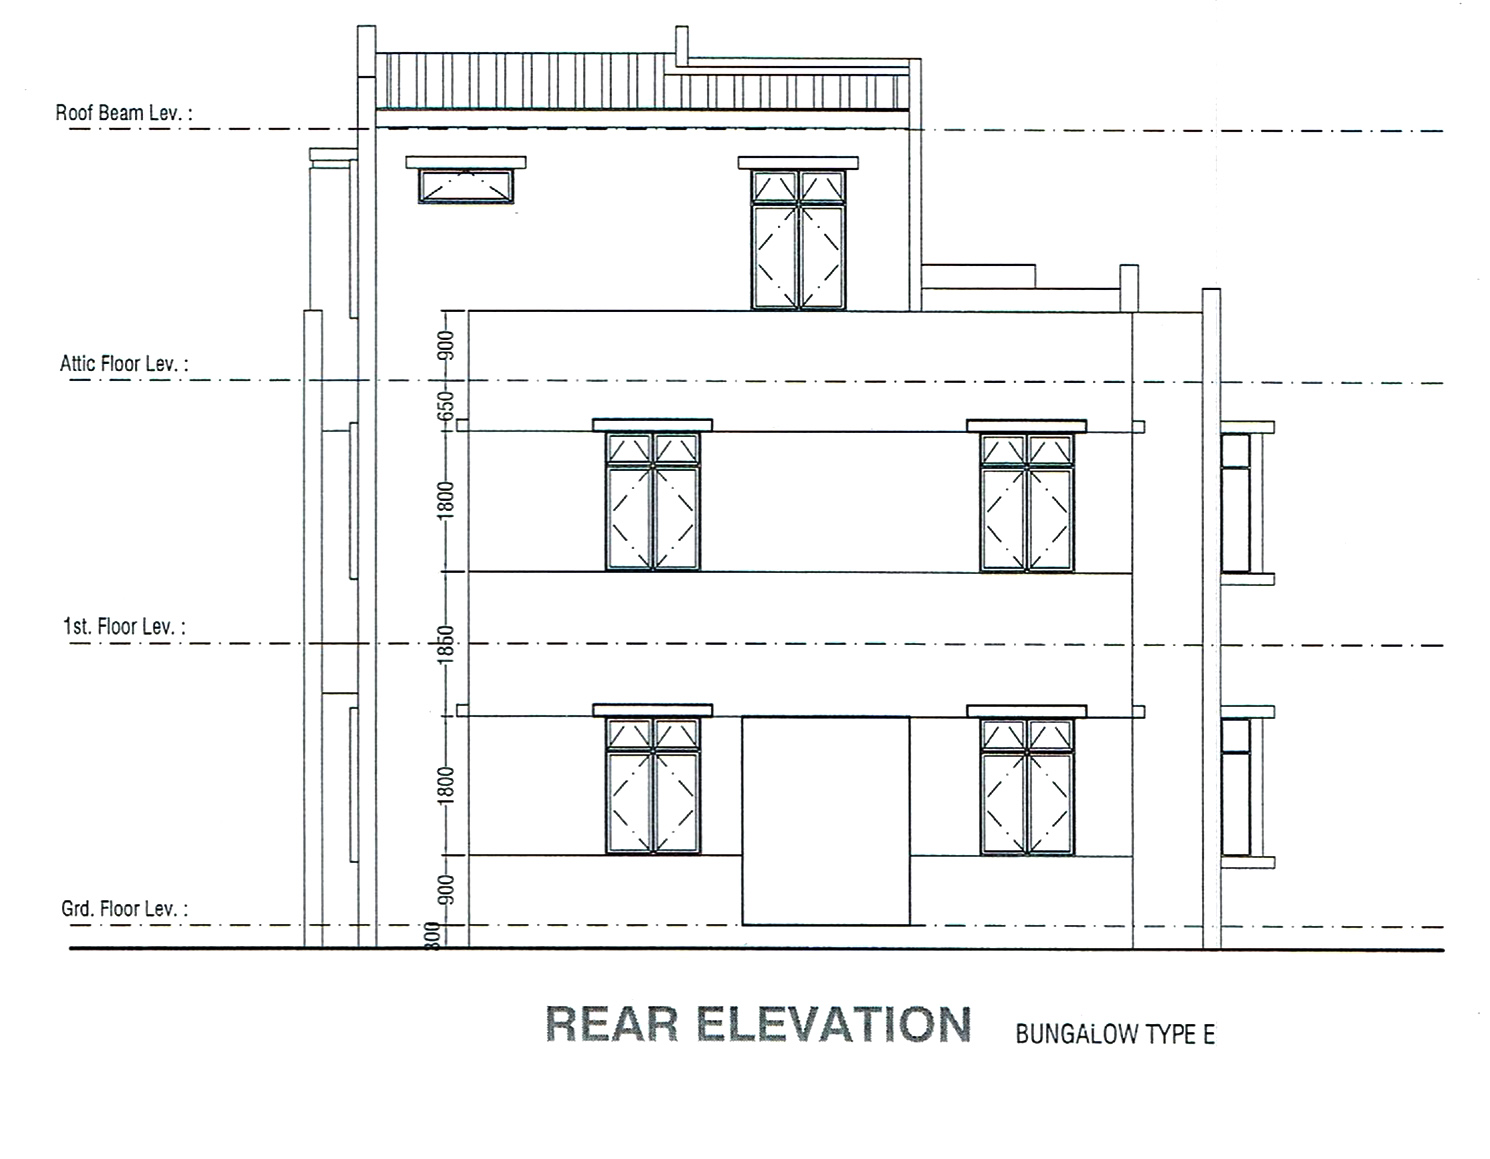 Roof Beam Lev. :
900
Attic Floor Lev. :
650
1800
1st. Floor Lev. :
1850
1800
900
Grd. Floor Lev. :
300
REAR ELEVATION
BUNGALOW TYPE E